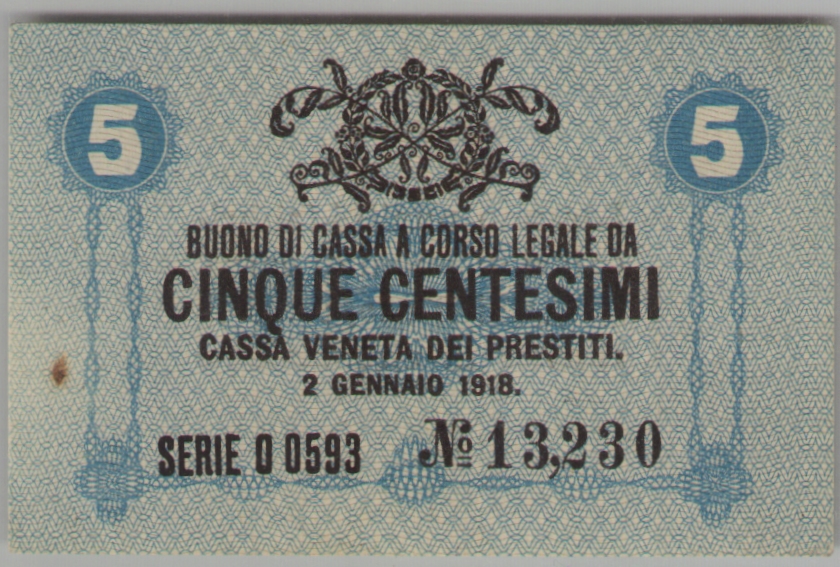 5 5
BUONO DI CASSA A CORSO LEGALE DA
CINQUE CENTESIMI
CASSA VENETA DEI PRESTITI.
2 GENNAIO 1918.
SERIE O 0593 № 13,230